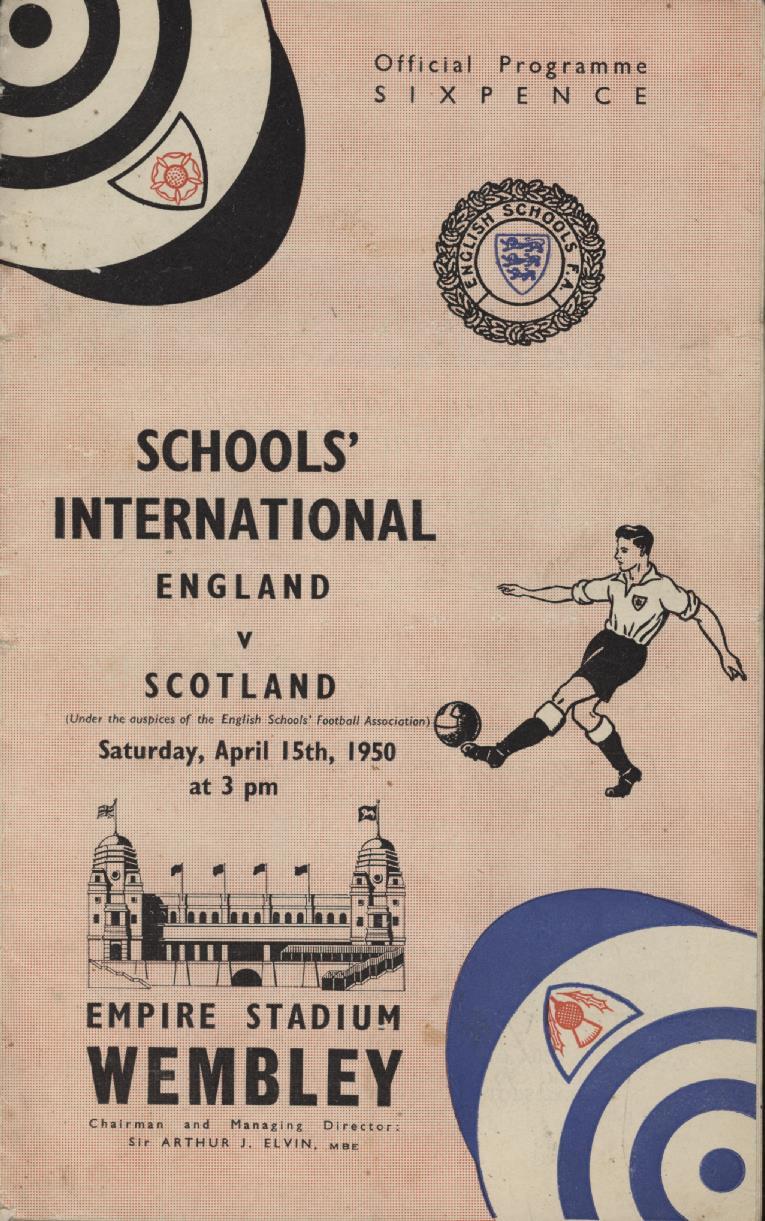 Official Programme
SIXPENCE
ENGLISH SCHOOLS F.A.
SCHOOLS'
INTERNATIONAL
ENGLAND
v
SCOTLAND
(Under the auspices of the English Schools' Football Association)
Saturday, April 15th, 1950
at 3 pm
EMPIRE STADIUM
WEMBLEY
Chairman and Managing Director:
Sir ARTHUR J. ELVIN, MBE